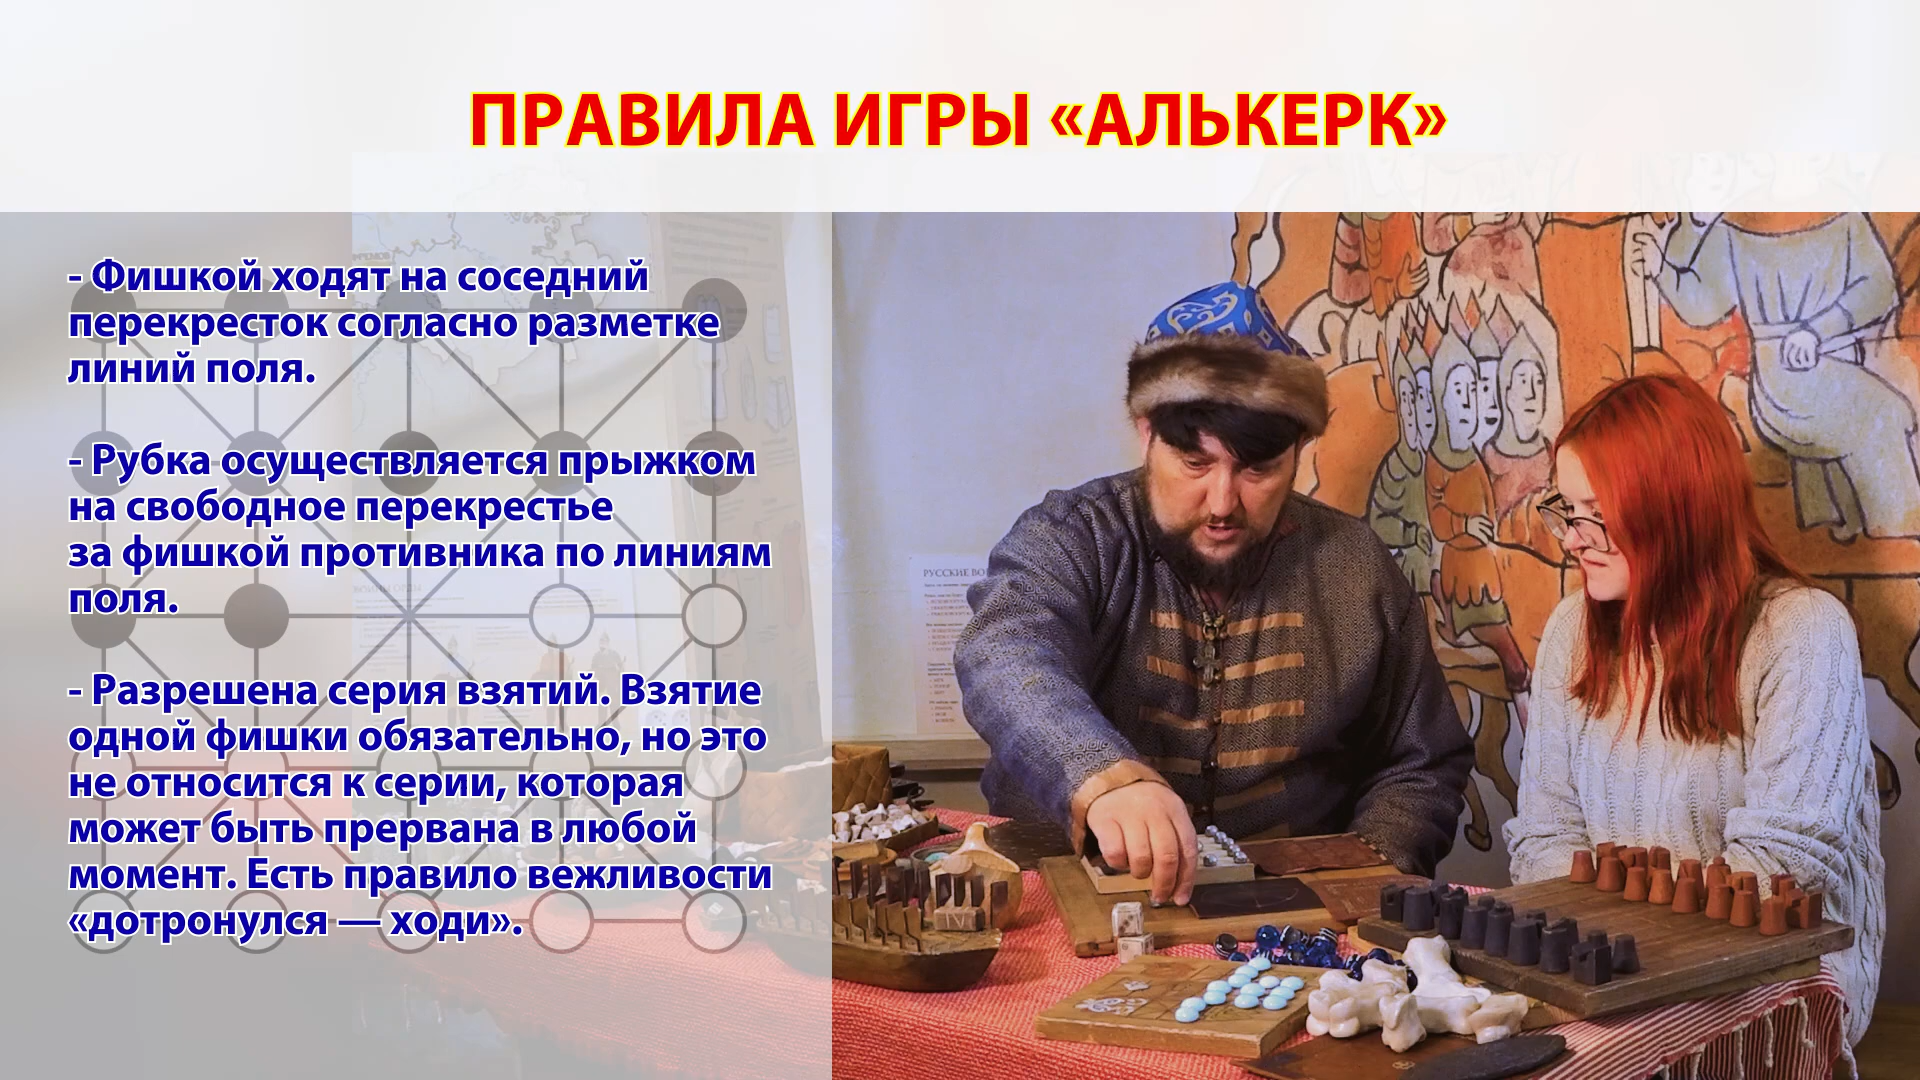 ПРАВИЛА ИГРЫ «АЛЬКЕРК»
- Фишкой ходят на соседний
перекресток согласно разметке
линий поля.
- Рубка осуществляется прыжком
на свободное перекрестье
за фишкой противника по линиям
поля.
- Разрешена серия взятий. Взятие
одной фишки обязательно, но это
не относится к серии, которая
может быть прервана в любой
момент. Есть правило вежливости
«дотронулся — ходи».
РУССКИЕ ВО